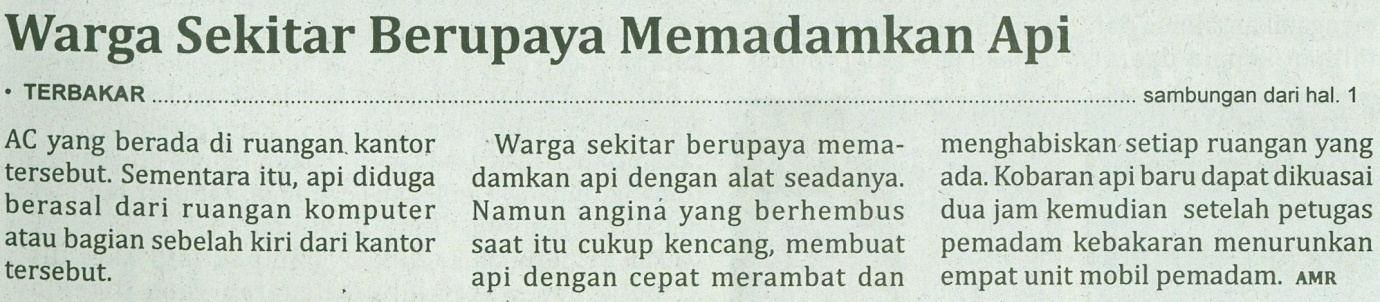 Warga Sekitar Berupaya Memadamkan Api
• TERBAKAR ........................................................ sambungan dari hal. 1
AC yang berada di ruangan kantor
tersebut. Sementara itu, api diduga
berasal dari ruangan komputer
atau bagian sebelah kiri dari kantor
tersebut.
Warga sekitar berupaya mema-
damkan api dengan alat seadanya.
Namun angina yang berhembus
saat itu cukup kencang, membuat
api dengan cepat merambat dan
menghabiskan setiap ruangan yang
ada. Kobaran api baru dapat dikuasai
dua jam kemudian setelah petugas
pemadam kebakaran menurunkan
empat unit mobil pemadam. AMR